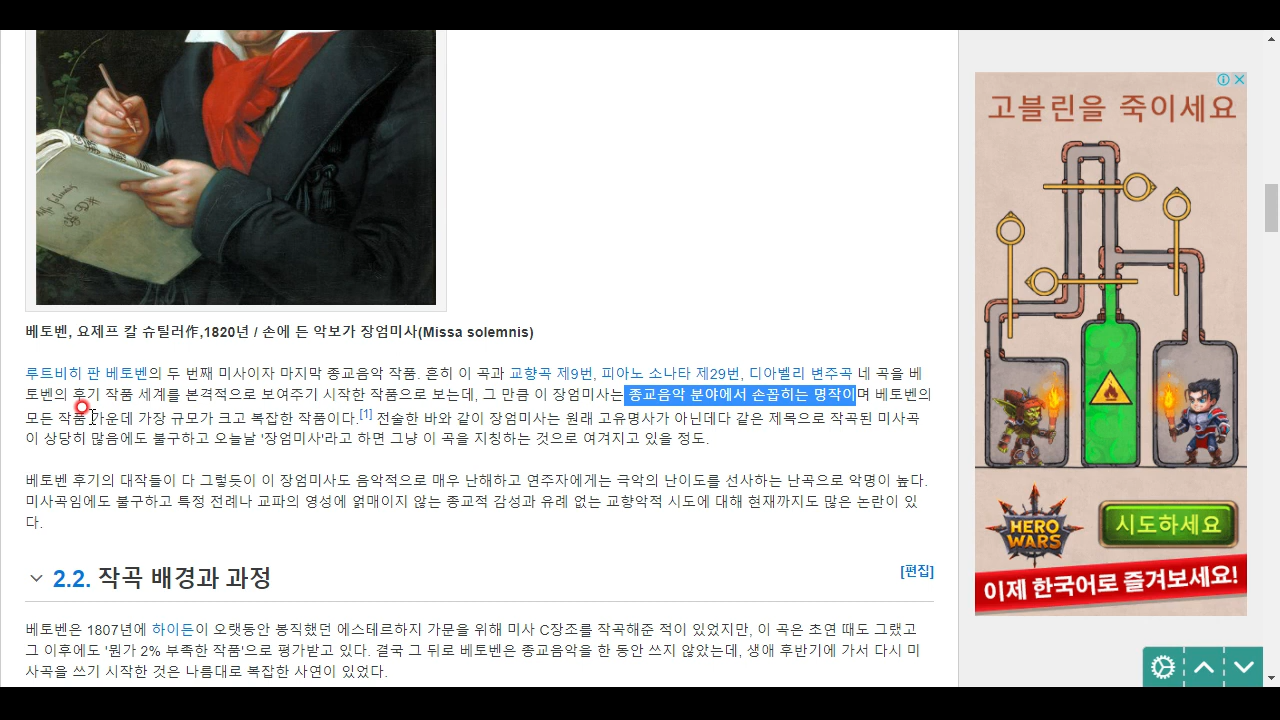 베토벤, 요제프 칼 슈틸러作,1820년 / 손에 든 악보가 장엄미사(Missa solemnis)
루트비히 판 베토벤의 두 번째 미사이자 마지막 종교음악 작품. 흔히 이 곡과 교향곡 제9번, 피아노 소나타 제29번, 디아벨리 변주곡 네 곡을 베
토벤의 후기 작품 세계를 본격적으로 보여주기 시작한 작품으로 보는데, 그 만큼 이 장엄미사는 종교음악 분야에서 손꼽히는 명작이며 베토벤의
모든 작품 가운데 가장 규모가 크고 복잡한 작품이다.[1] 전술한 바와 같이 장엄미사는 원래 고유명사가 아닌데다 같은 제목으로 작곡된 미사곡
이 상당히 많음에도 불구하고 오늘날 '장엄미사'라고 하면 그냥 이 곡을 지칭하는 것으로 여겨지고 있을 정도.
베토벤 후기의 대작들이 다 그렇듯이 이 장엄미사도 음악적으로 매우 난해하고 연주자에게는 극악의 난이도를 선사하는 난곡으로 악명이 높다.
미사곡임에도 불구하고 특정 전례나 교파의 영성에 얽매이지 않는 종교적 감성과 유례 없는 교향악적 시도에 대해 현재까지도 많은 논란이 있
다.
2.2. 작곡 배경과 과정
[편집]
베토벤은 1807년에 하이든이 오랫동안 봉직했던 에스테르하지 가문을 위해 미사 C장조를 작곡해준 적이 있었지만, 이 곡은 초연 때도 그랬고
그 이후에도 '뭔가 2% 부족한 작품'으로 평가받고 있다. 결국 그 뒤로 베토벤은 종교음악을 한 동안 쓰지 않았는데, 생애 후반기에 가서 다시 미
사곡을 쓰기 시작한 것은 나름대로 복잡한 사연이 있었다.
고블린을 죽이세요
HERO
WARS
시도하세요
이제 한국어로 즐겨보세요!